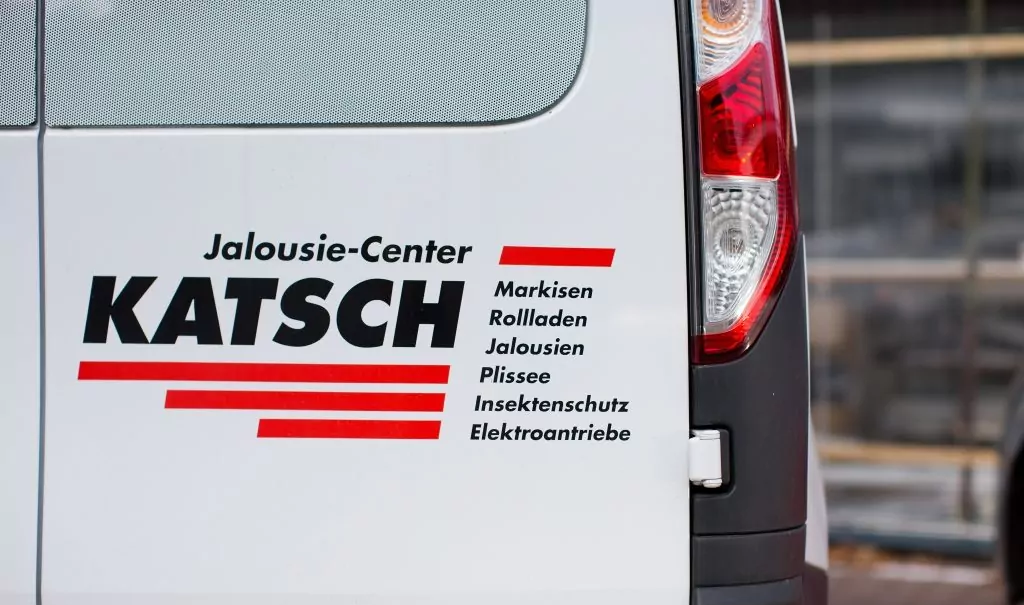 Jalousie-Center
KATSCH
Markisen
Rollladen
Jalousien
Plissee
Insektenschutz
Elektroantriebe